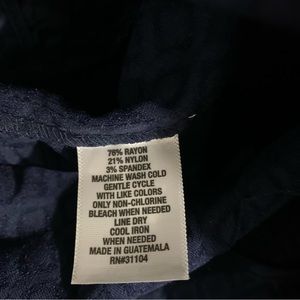 76% RAYON
21% NYLON
3% SPANDEX
MACHINE WASH COLD
GENTLE CYCLE
WITH LIKE COLORS
ONLY NON-CHLORINE
BLEACH WHEN NEEDED
LINE DRY
COOL IRON
WHEN NEEDED
MADE IN GUATEMALA
RN#31104